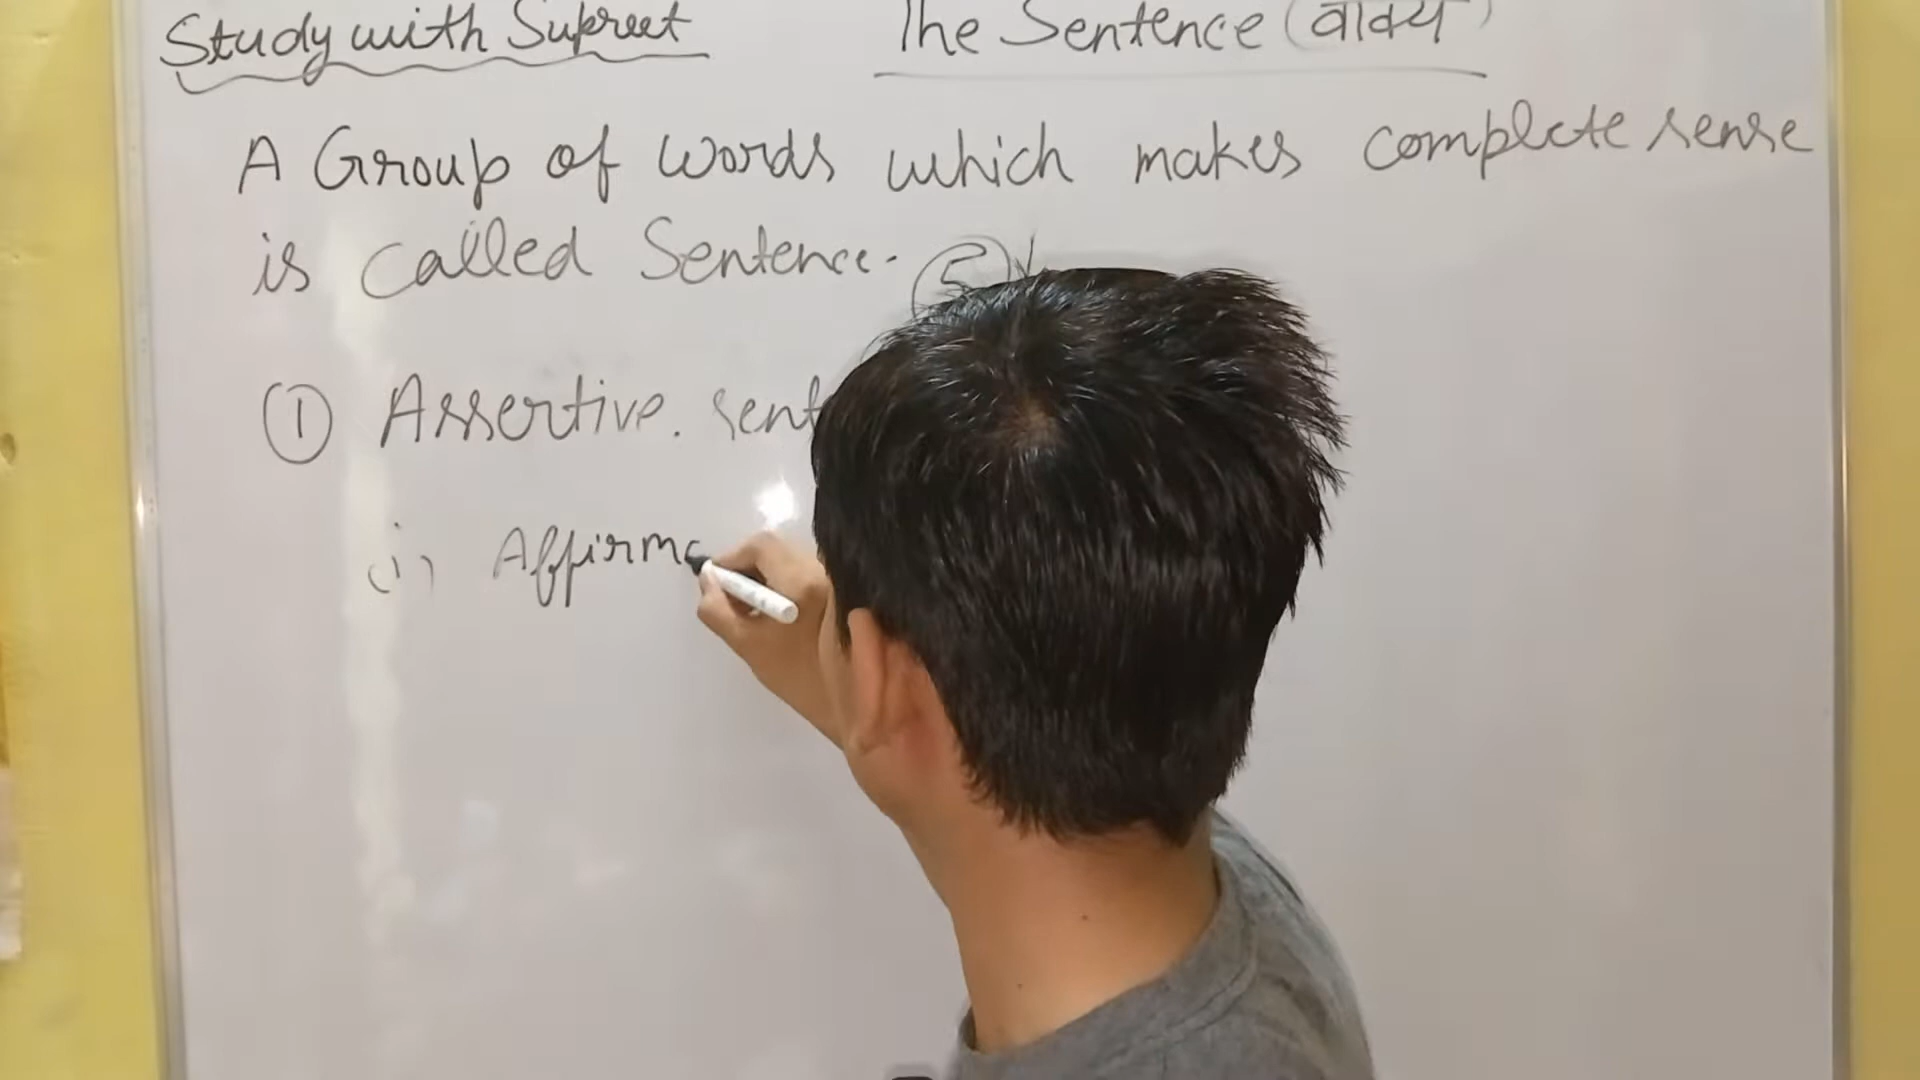 Study with Supreet
The Sentence (वाक्य)
A Group of words which makes complete sense
is called Sentence. 5
1 Assertive. sent
(i) Affirma